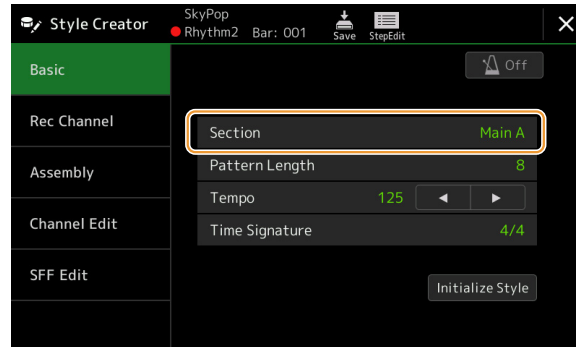 Style Creator
SkyPop
Rhythm2 Bar: 001
Save
StepEdit
Basic
Off
Rec Channel
Section Main A
Assembly
Pattern Length 8
Tempo 125
Channel Edit
Time Signature 4/4
SFF Edit
Initialize Style